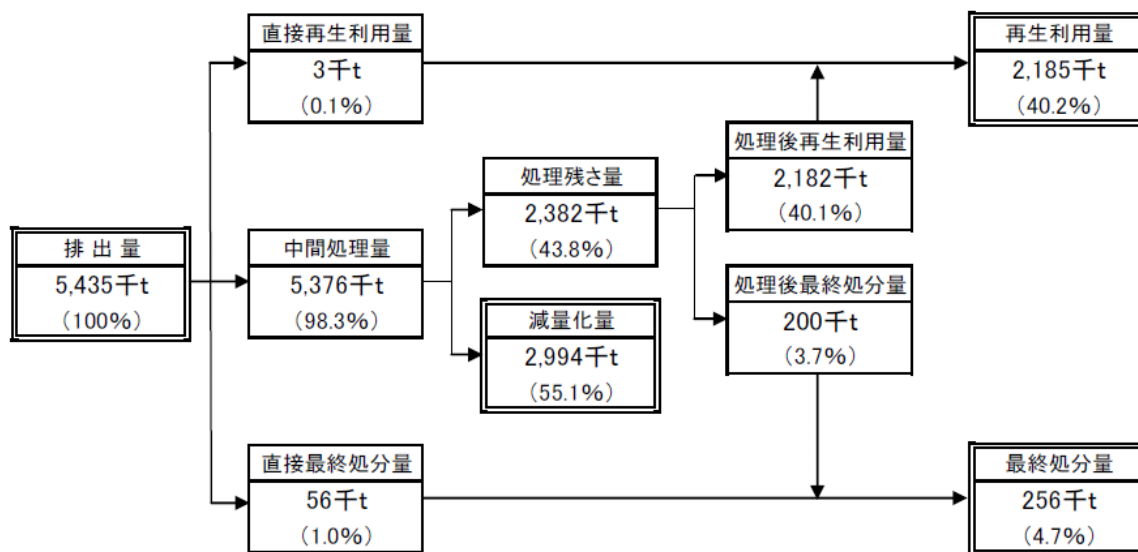 直接再生利用量
3千t
(0.1%)
再生利用量
2,185千t
(40.2%)
処理後再生利用量
2,182千t
(40.1%)
処理残さ量
2,382千t
(43.8%)
排出量
5,435千t
(100%)
中間処理量
5,376千t
(98.3%)
処理後最終処分量
200千t
(3.7%)
減量化量
2,994千t
(55.1%)
直接最終処分量
56千t
(1.0%)
最終処分量
256千t
(4.7%)